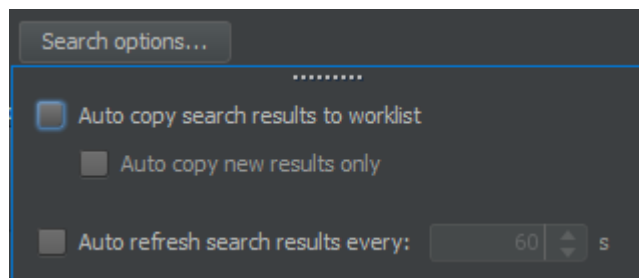 Search options...
Auto copy search results to worklist
Auto copy new results only
Auto refresh search results every: 60 s